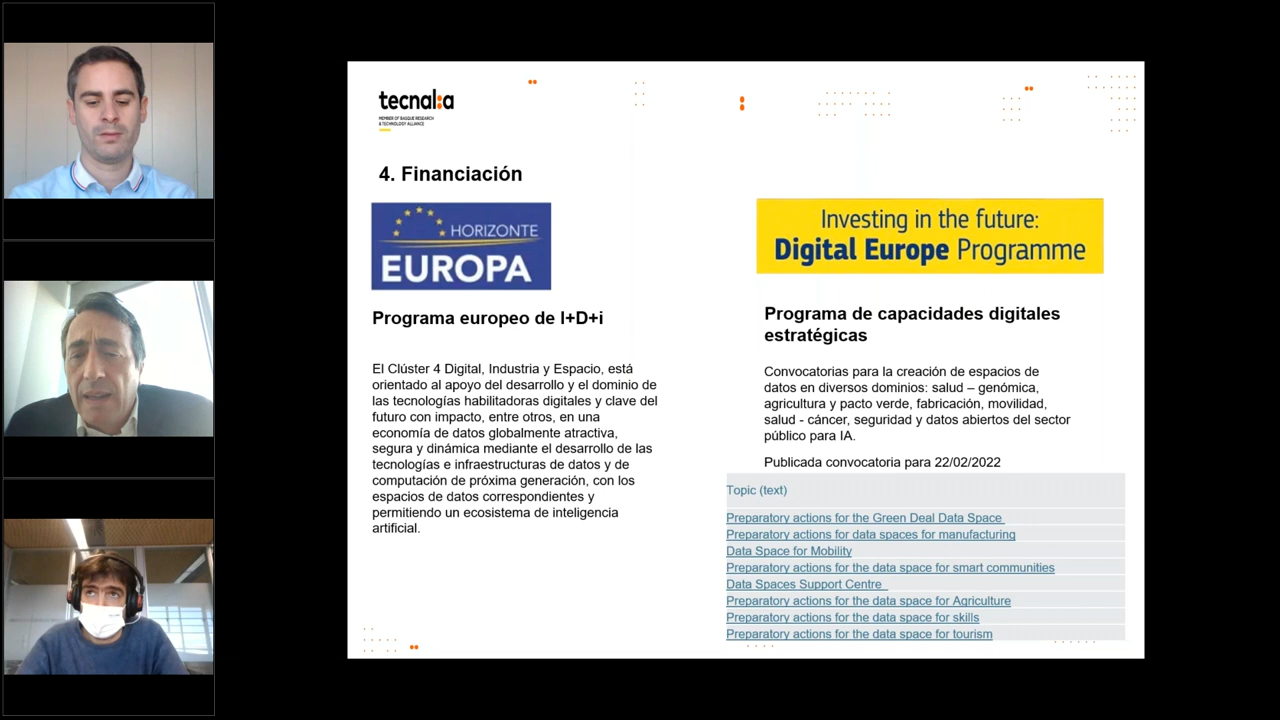 tecnal:a
MEMBER OF BASQUE RESEARCH
& TECHNOLOGY ALLIANCE
4. Financiación
HORIZONTE
EUROPA
Programa europeo de I+D+i
El Clúster 4 Digital, Industria y Espacio, está
orientado al apoyo del desarrollo y el dominio de
las tecnologías habilitadoras digitales y clave del
futuro con impacto, entre otros, en una
economía de datos globalmente atractiva,
segura y dinámica mediante el desarrollo de las
tecnologías e infraestructuras de datos y de
computación de próxima generación, con los
espacios de datos correspondientes y
permitiendo un ecosistema de inteligencia
artificial.
Investing in the future:
Digital Europe Programme
Programa de capacidades digitales
estratégicas
Convocatorias para la creación de espacios de
datos en diversos dominios: salud – genómica,
agricultura y pacto verde, fabricación, movilidad,
salud - cáncer, seguridad y datos abiertos del sector
público para IA.
Publicada convocatoria para 22/02/2022
Topic (text)
Preparatory actions for the Green Deal Data Space
Preparatory actions for data spaces for manufacturing
Data Space for Mobility
Preparatory actions for the data space for smart communities
Data Spaces Support Centre
Preparatory actions for the data space for Agriculture
Preparatory actions for the data space for skills
Preparatory actions for the data space for tourism